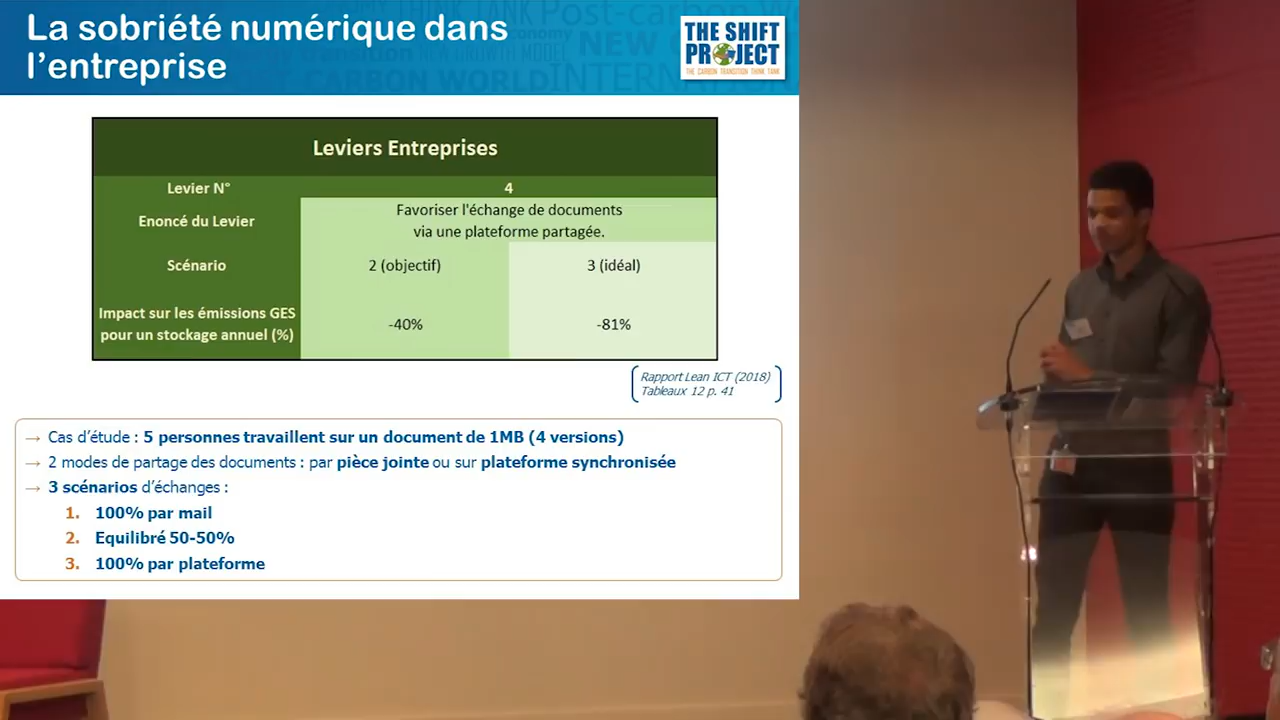 La sobriété numérique dans
l'entreprise
THE SHIFT
PROJECT
THE CARBON TRANSITION THINK TANK
Leviers Entreprises
Levier N° 4
Enoncé du Levier Favoriser l'échange de documents
via une plateforme partagée.
Scénario 2 (objectif) 3 (idéal)
Impact sur les émissions GES
pour un stockage annuel (%) -40% -81%
Rapport Lean ICT (2018)
Tableaux 12 p. 41
→ Cas d'étude : 5 personnes travaillent sur un document de 1MB (4 versions)
→ 2 modes de partage des documents : par pièce jointe ou sur plateforme synchronisée
→ 3 scénarios d'échanges :
1. 100% par mail
2. Equilibré 50-50%
3. 100% par plateforme